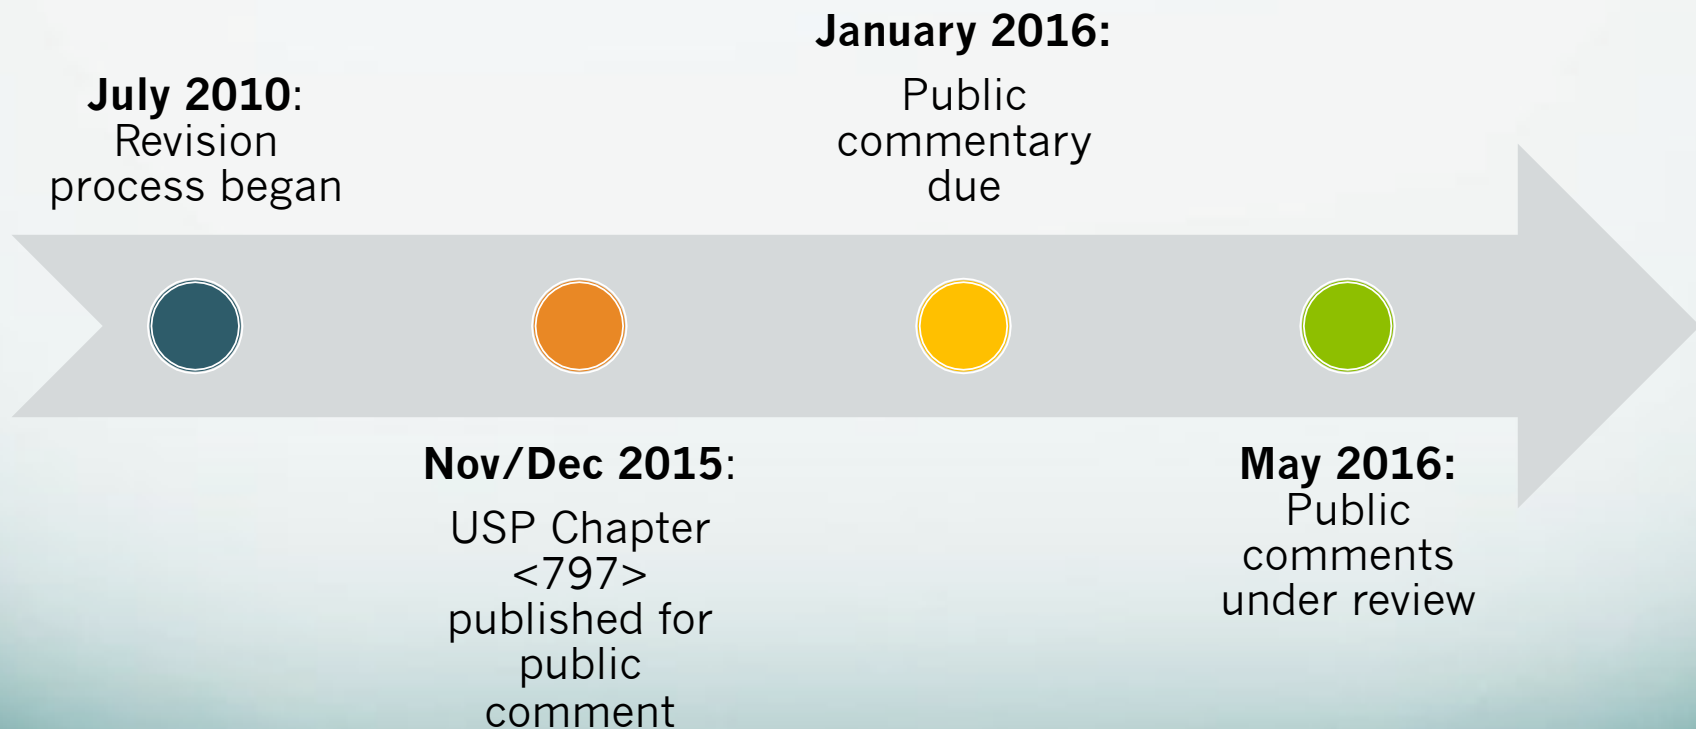 July 2010:
Revision
process began
Nov/Dec 2015:
USP Chapter
<797>
published for
public
comment
January 2016:
Public
commentary
due
May 2016:
Public
comments
under review